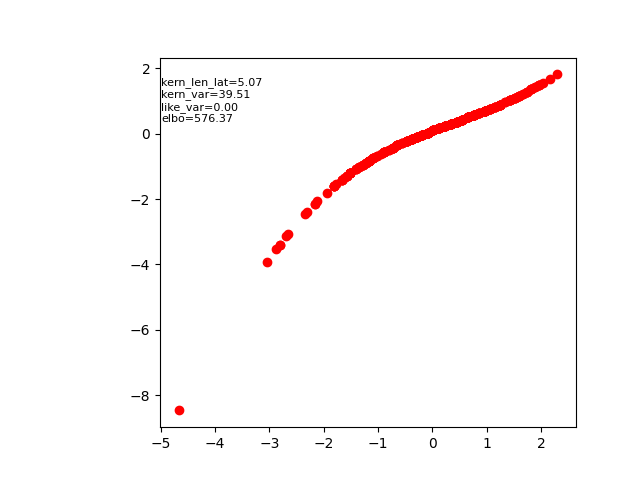 kern_len_lat=5.07
kern_var=39.51
like_var=0.00
elbo=576.37
2
0
−2
−4
−6
−8
−5 −4 −3 −2 −1 0 1 2